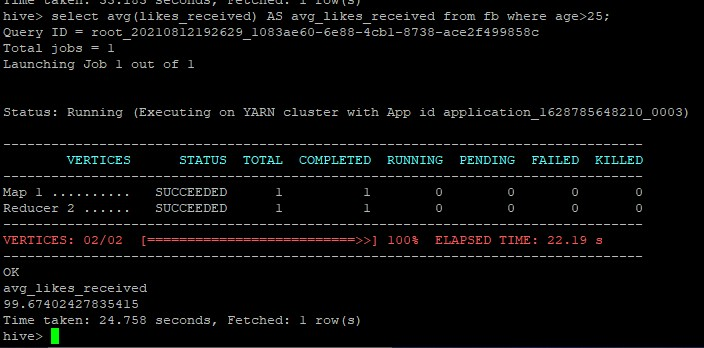 Time taken: 33.183 seconds, Fetched: 1 row(s)
hive> select avg(likes_received) AS avg_likes_received from fb where age>25;
Query ID = root_20210812192629_1083ae60-6e88-4cb1-8738-ace2f499858c
Total jobs = 1
Launching Job 1 out of 1
Status: Running (Executing on YARN cluster with App id application_1628785648210_0003)
--------------------------------------------------------------------------------
VERTICES STATUS TOTAL COMPLETED RUNNING PENDING FAILED KILLED
--------------------------------------------------------------------------------
Map 1 .......... SUCCEEDED 1 1 0 0 0 0
Reducer 2 ...... SUCCEEDED 1 1 0 0 0 0
--------------------------------------------------------------------------------
VERTICES: 02/02 [==========================>>] 100% ELAPSED TIME: 22.19 s
--------------------------------------------------------------------------------
OK
avg_likes_received
99.67402427835415
Time taken: 24.758 seconds, Fetched: 1 row(s)
hive>